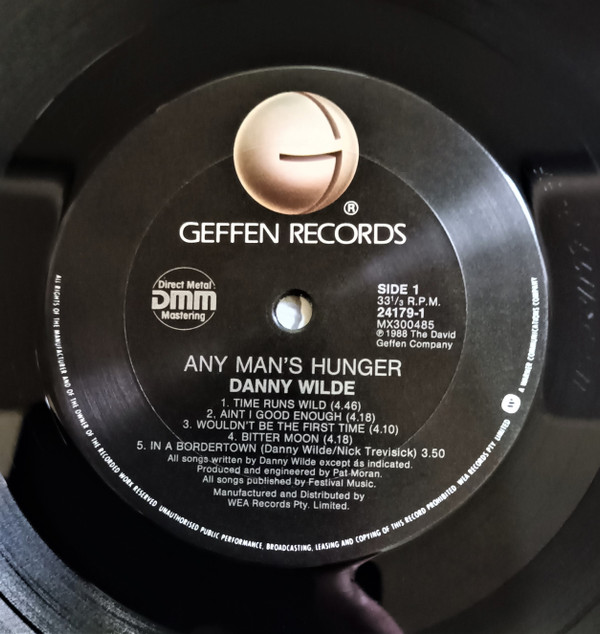 ®
GEFFEN RECORDS
Direct Metal
DMM
Mastering
SIDE 1
33 1/3 R.P.M.
24179-1
MX300485
℗ 1988 The David
Geffen Company
ANY MAN'S HUNGER
DANNY WILDE
1. TIME RUNS WILD (4.46)
2. AINT I GOOD ENOUGH (4.18)
3. WOULDN'T BE THE FIRST TIME (4.10)
4. BITTER MOON (4.18)
5. IN A BORDERTOWN (Danny Wilde/Nick Trevisick) 3.50
All songs written by Danny Wilde except as indicated.
Produced and engineered by Pat Moran.
All songs published by Festival Music.
Manufactured and Distributed by
WEA Records Pty. Limited.
ALL RIGHTS OF THE MANUFACTURER AND OF THE OWNER OF THE RECORDED WORK RESERVED UNAUTHORISED PUBLIC PERFORMANCE, BROADCASTING, LEASING AND COPYING OF THIS RECORD PROHIBITED WEA RECORDS PTY LIMITED A WARNER COMMUNICATIONS COMPANY